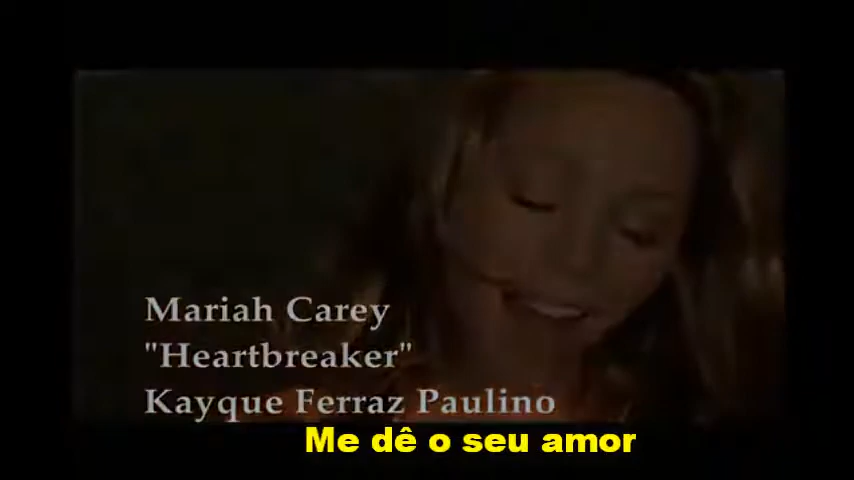 Mariah Carey
"Heartbreaker"
Kayque Ferraz Paulino
Me dê o seu amor